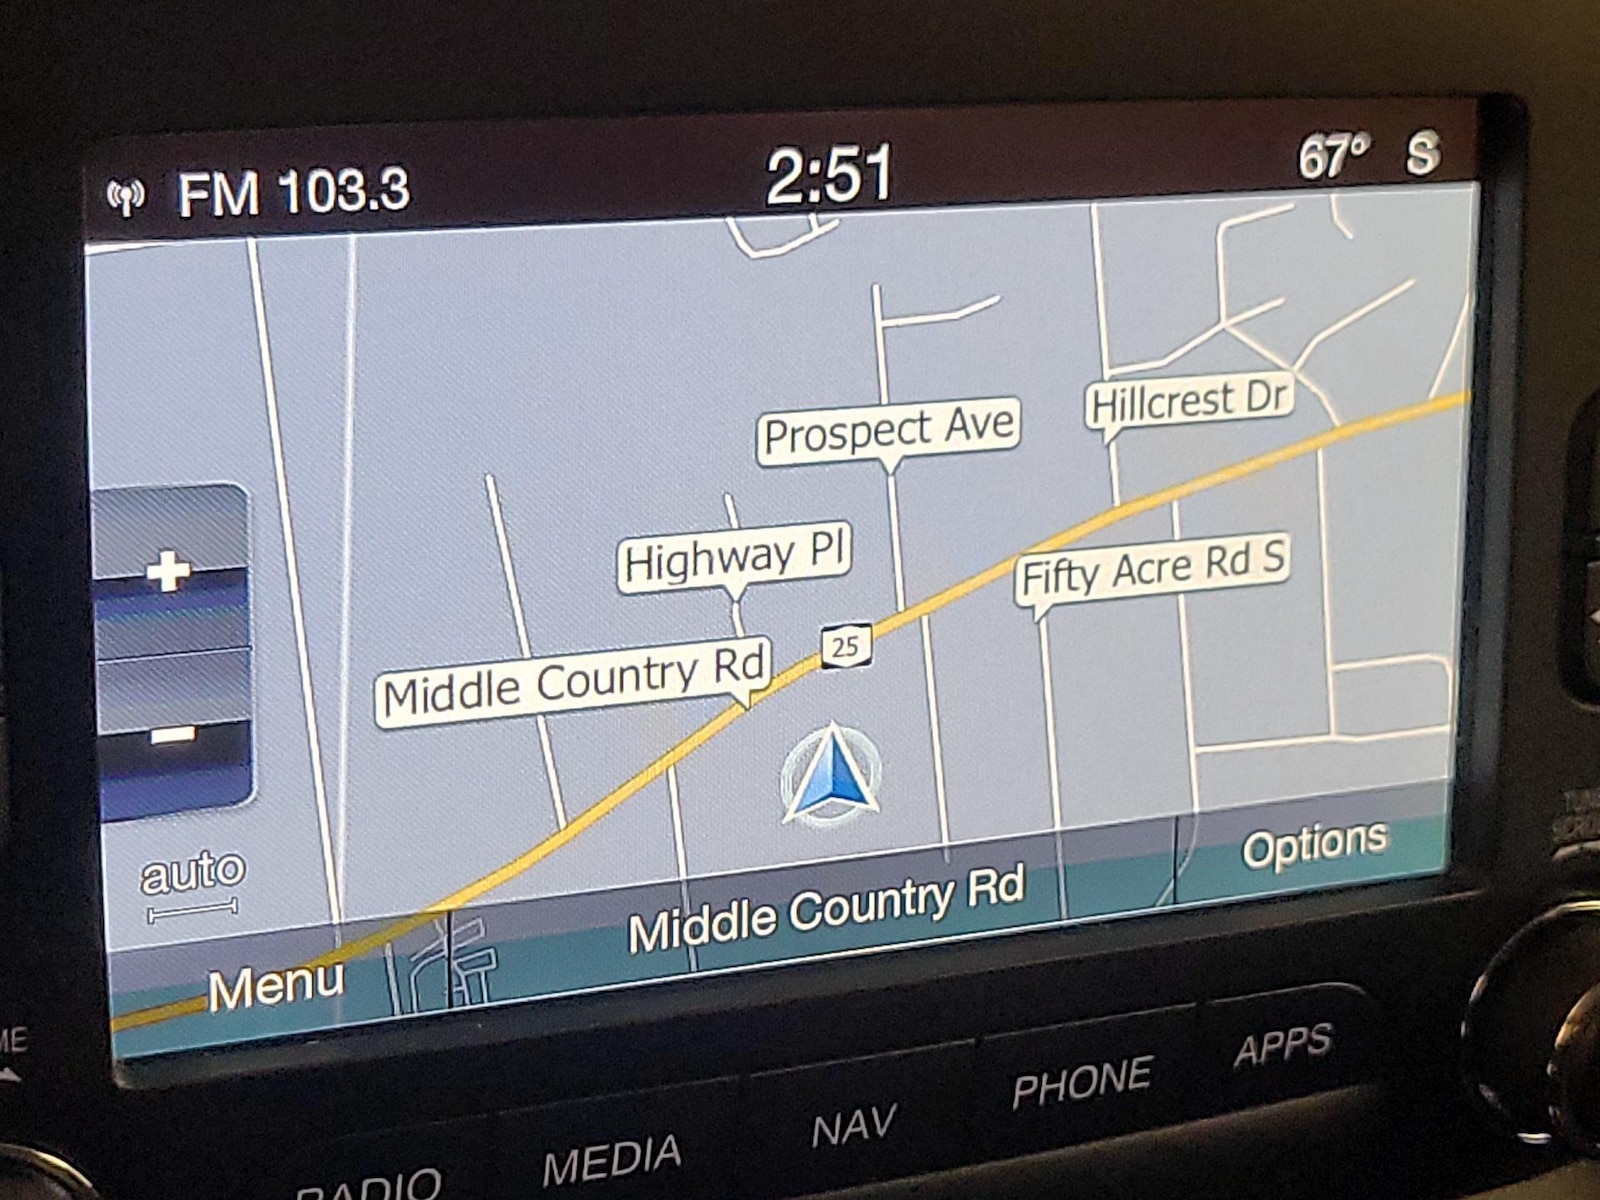 FM 103.3
2:51
67° S
Hillcrest Dr
Prospect Ave
Highway Pl
Fifty Acre Rd S
25
Middle Country Rd
+
-
auto
Options
Middle Country Rd
Menu
APPS
PHONE
NAV
MEDIA
RADIO